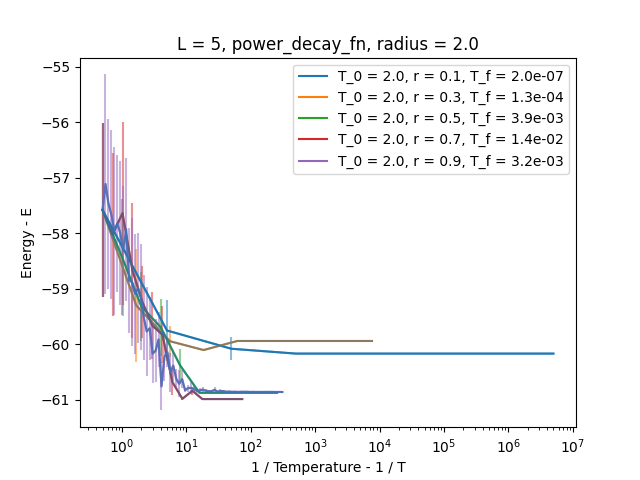 L = 5, power_decay_fn, radius = 2.0
T_0 = 2.0, r = 0.1, T_f = 2.0e-07
T_0 = 2.0, r = 0.3, T_f = 1.3e-04
T_0 = 2.0, r = 0.5, T_f = 3.9e-03
T_0 = 2.0, r = 0.7, T_f = 1.4e-02
T_0 = 2.0, r = 0.9, T_f = 3.2e-03
Energy - E
−55
−56
−57
−58
−59
−60
−61
10⁰ 10¹ 10² 10³ 10⁴ 10⁵ 10⁶ 10⁷
1 / Temperature - 1 / T